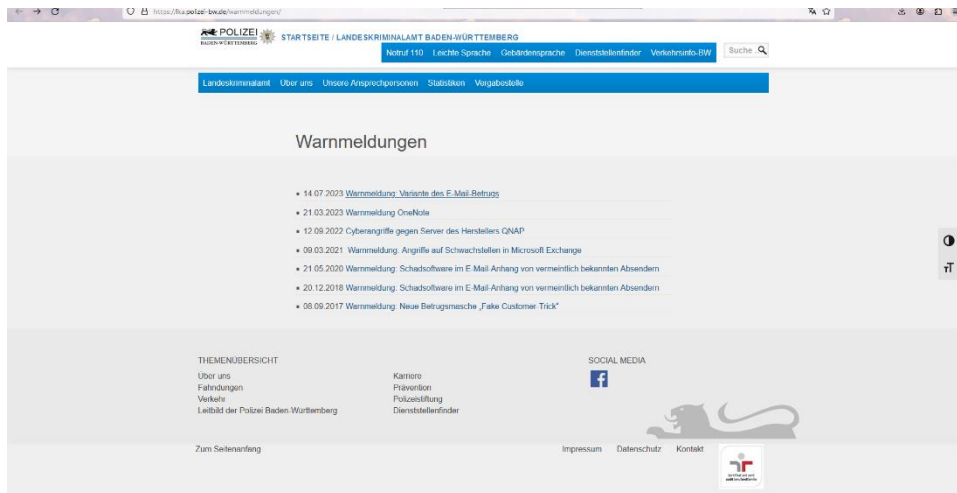 https://lka.polizei-bw.de/warnmeldungen/
POLIZEI
BADEN-WÜRTTEMBERG
STARTSEITE / LANDESKRIMINALAMT BADEN-WÜRTTEMBERG
Notruf 110 Leichte Sprache Gebärdensprache Dienststellenfinder Verkehrsinfo-BW
Suche
Landeskriminalamt Über uns Unsere Ansprechpersonen Statistiken Vergabestelle
Warnmeldungen
14.07.2023 Warnmeldung: Variante des E-Mail-Betrugs
21.03.2023 Warnmeldung OneNote
12.09.2022 Cyberangriffe gegen Server des Herstellers QNAP
09.03.2021 Warnmeldung: Angriffe auf Schwachstellen in Microsoft Exchange
21.05.2020 Warnmeldung: Schadsoftware im E-Mail-Anhang von vermeintlich bekannten Absendern
20.12.2018 Warnmeldung: Schadsoftware im E-Mail-Anhang von vermeintlich bekannten Absendern
08.09.2017 Warnmeldung: Neue Betrugsmasche „Fake Customer-Trick“
THEMENÜBERSICHT
Über uns
Fahndungen
Verkehr
Leitbild der Polizei Baden-Württemberg
Karriere
Prävention
Polizeistiftung
Dienststellenfinder
SOCIAL MEDIA
Zum Seitenanfang
Impressum Datenschutz Kontakt